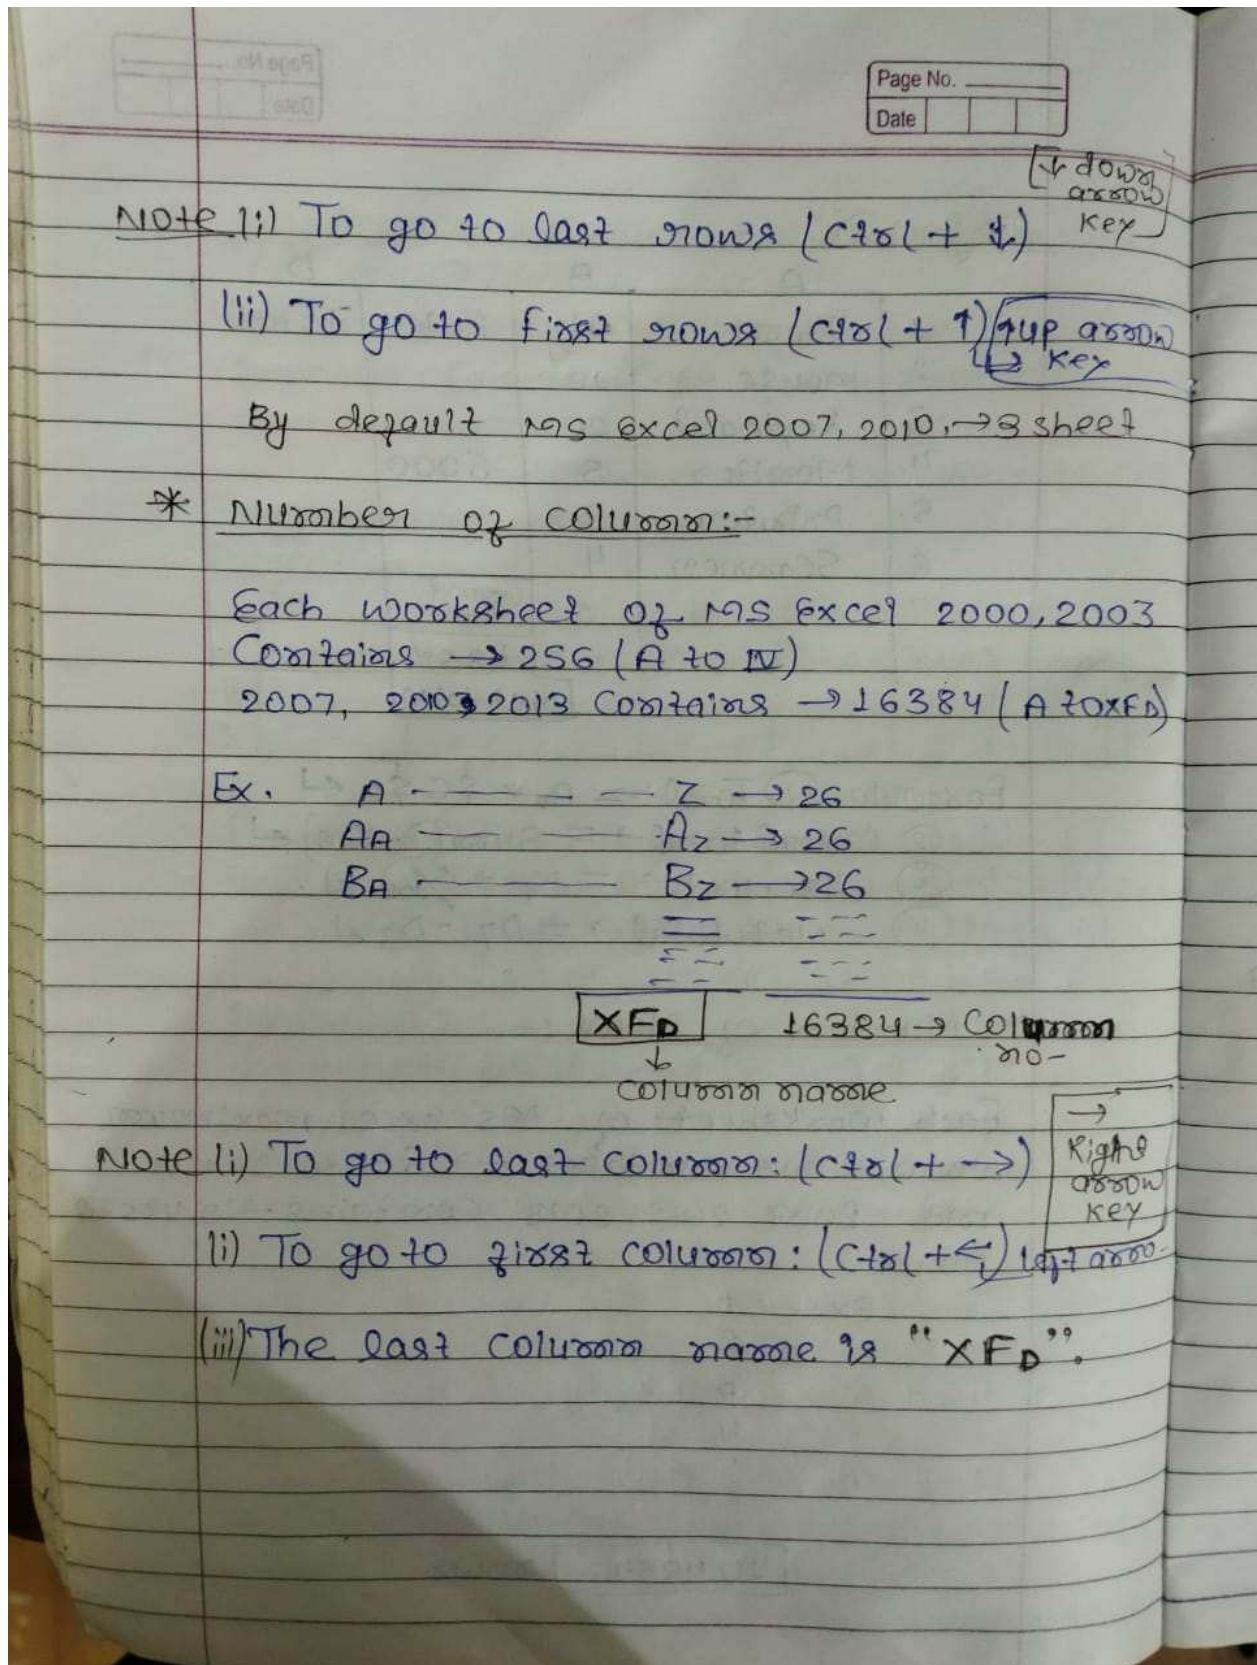 Page No.
Date
[↓ down
arrow
key]
Note (i) To go to last rows (Ctrl + ↓)
(ii) To go to first rows (Ctrl + ↑) [↑ up arrow
↳ key
By default MS Excel 2007, 2010, → 3 sheet
* Number of column:-
Each worksheet of MS Excel 2000, 2003
Contains → 256 (A to IV)
2007, 2010, 2013 Contains → 16384 (A to XFD)
Ex. A - — - — Z → 26
AA — — AZ → 26
BA — — BZ → 26
XFD 16384 → Column
↓ no-
column name
→
Right
arrow
key
Note (i) To go to last column: (Ctrl + →)
(ii) To go to first column: (Ctrl + ←) left arro-
(iii) The last column name is "XFD".